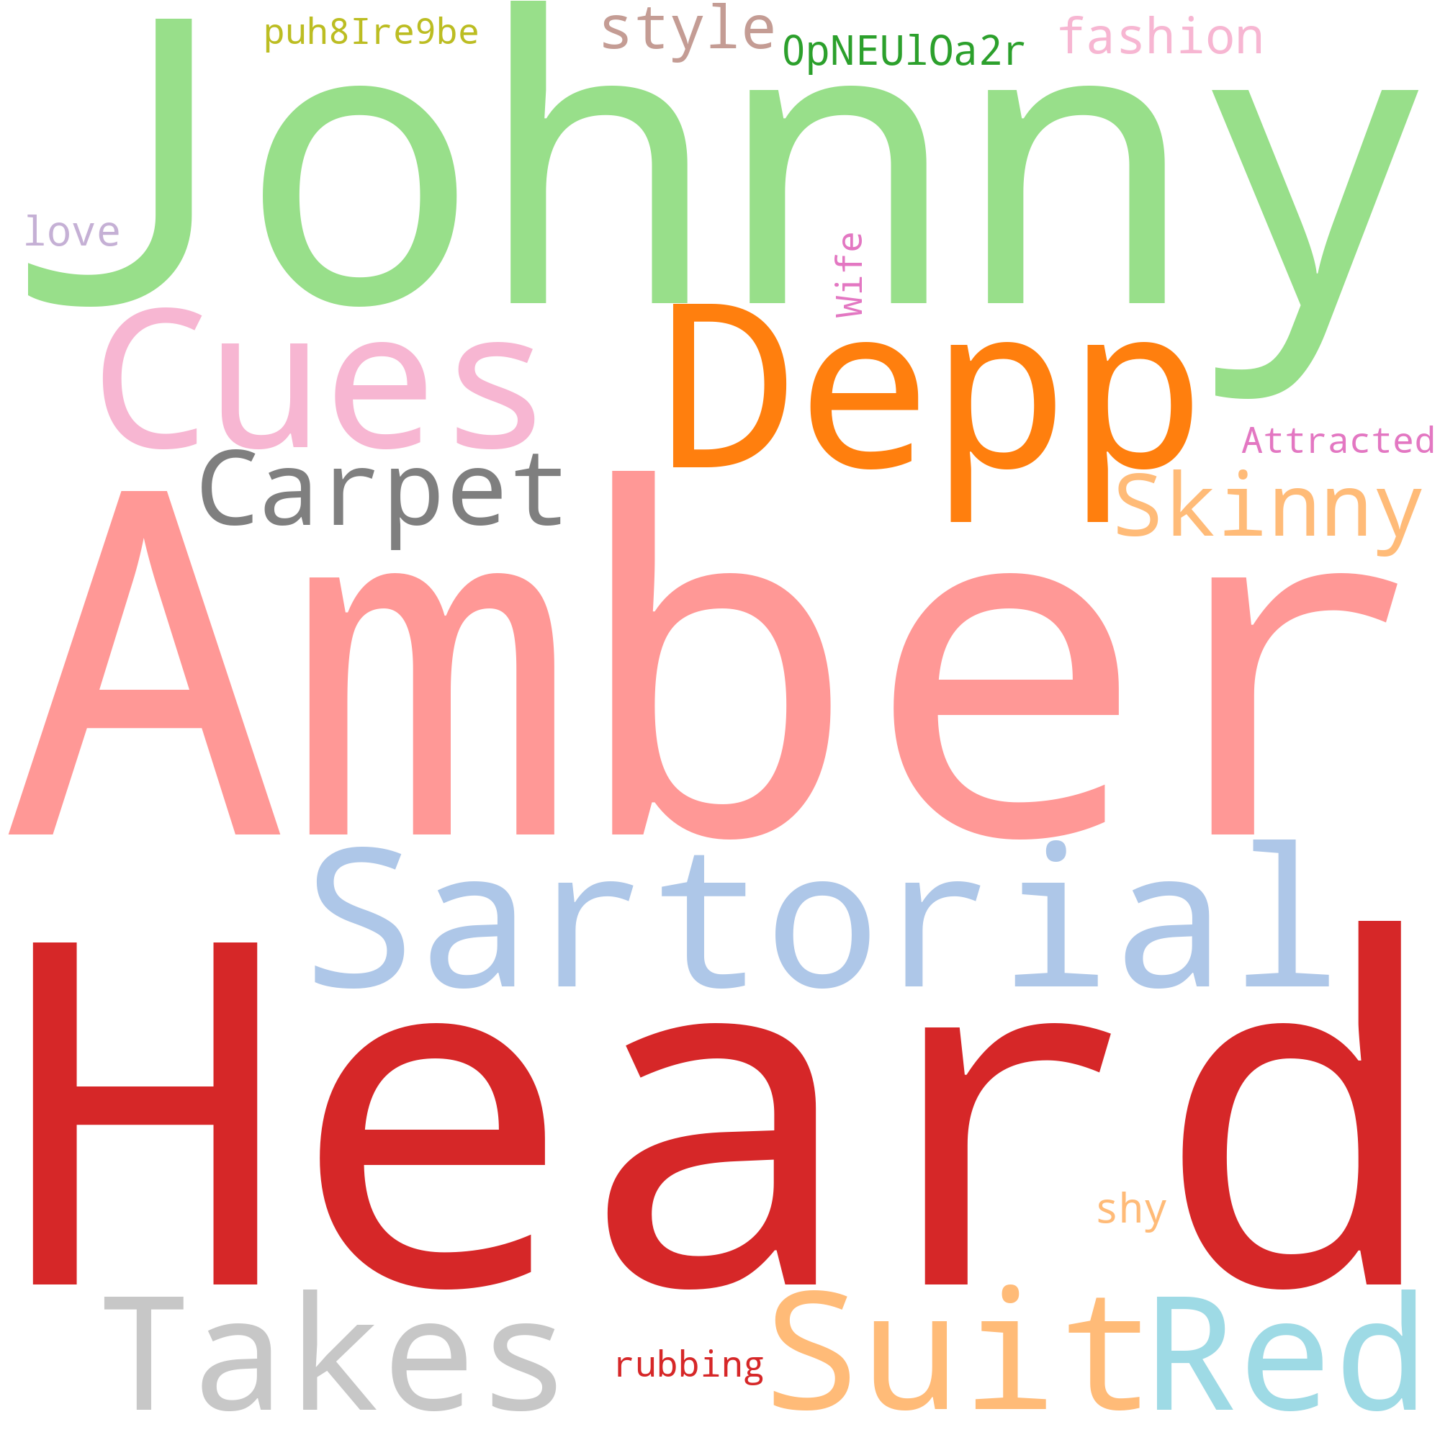 puh8Ire9be
style
OpNEUlOa2r
fashion
Johnny
love
Wife
Cues
Depp
Attracted
Carpet
Skinny
Amber
Sartorial
Heard
shy
Takes
rubbing
Suit
Red